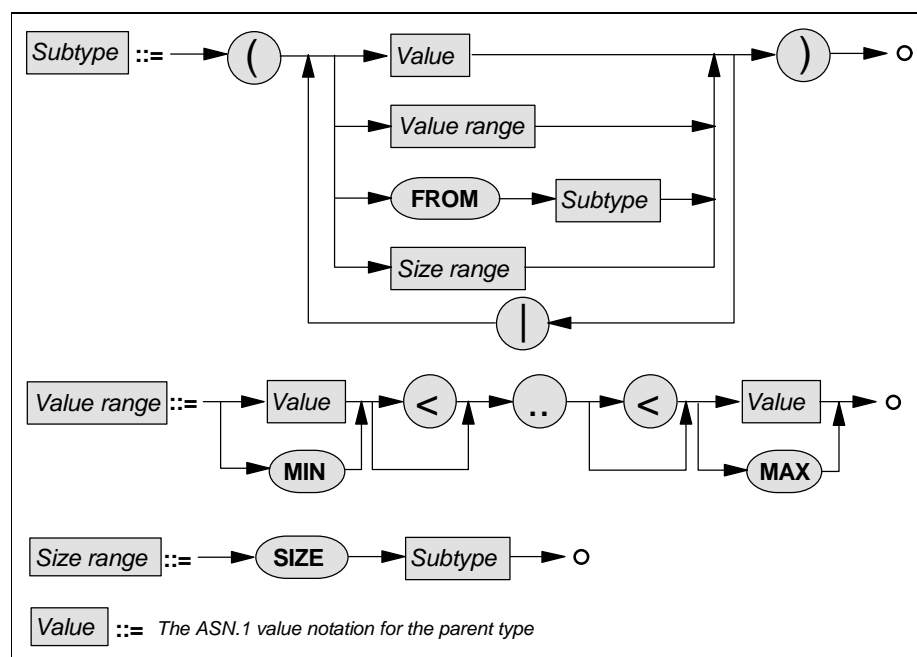 Subtype ::= ( Value )
Value range
FROM Subtype
Size range
|
Value range ::= Value < .. < Value
MIN MAX
Size range ::= SIZE Subtype
Value ::= The ASN.1 value notation for the parent type